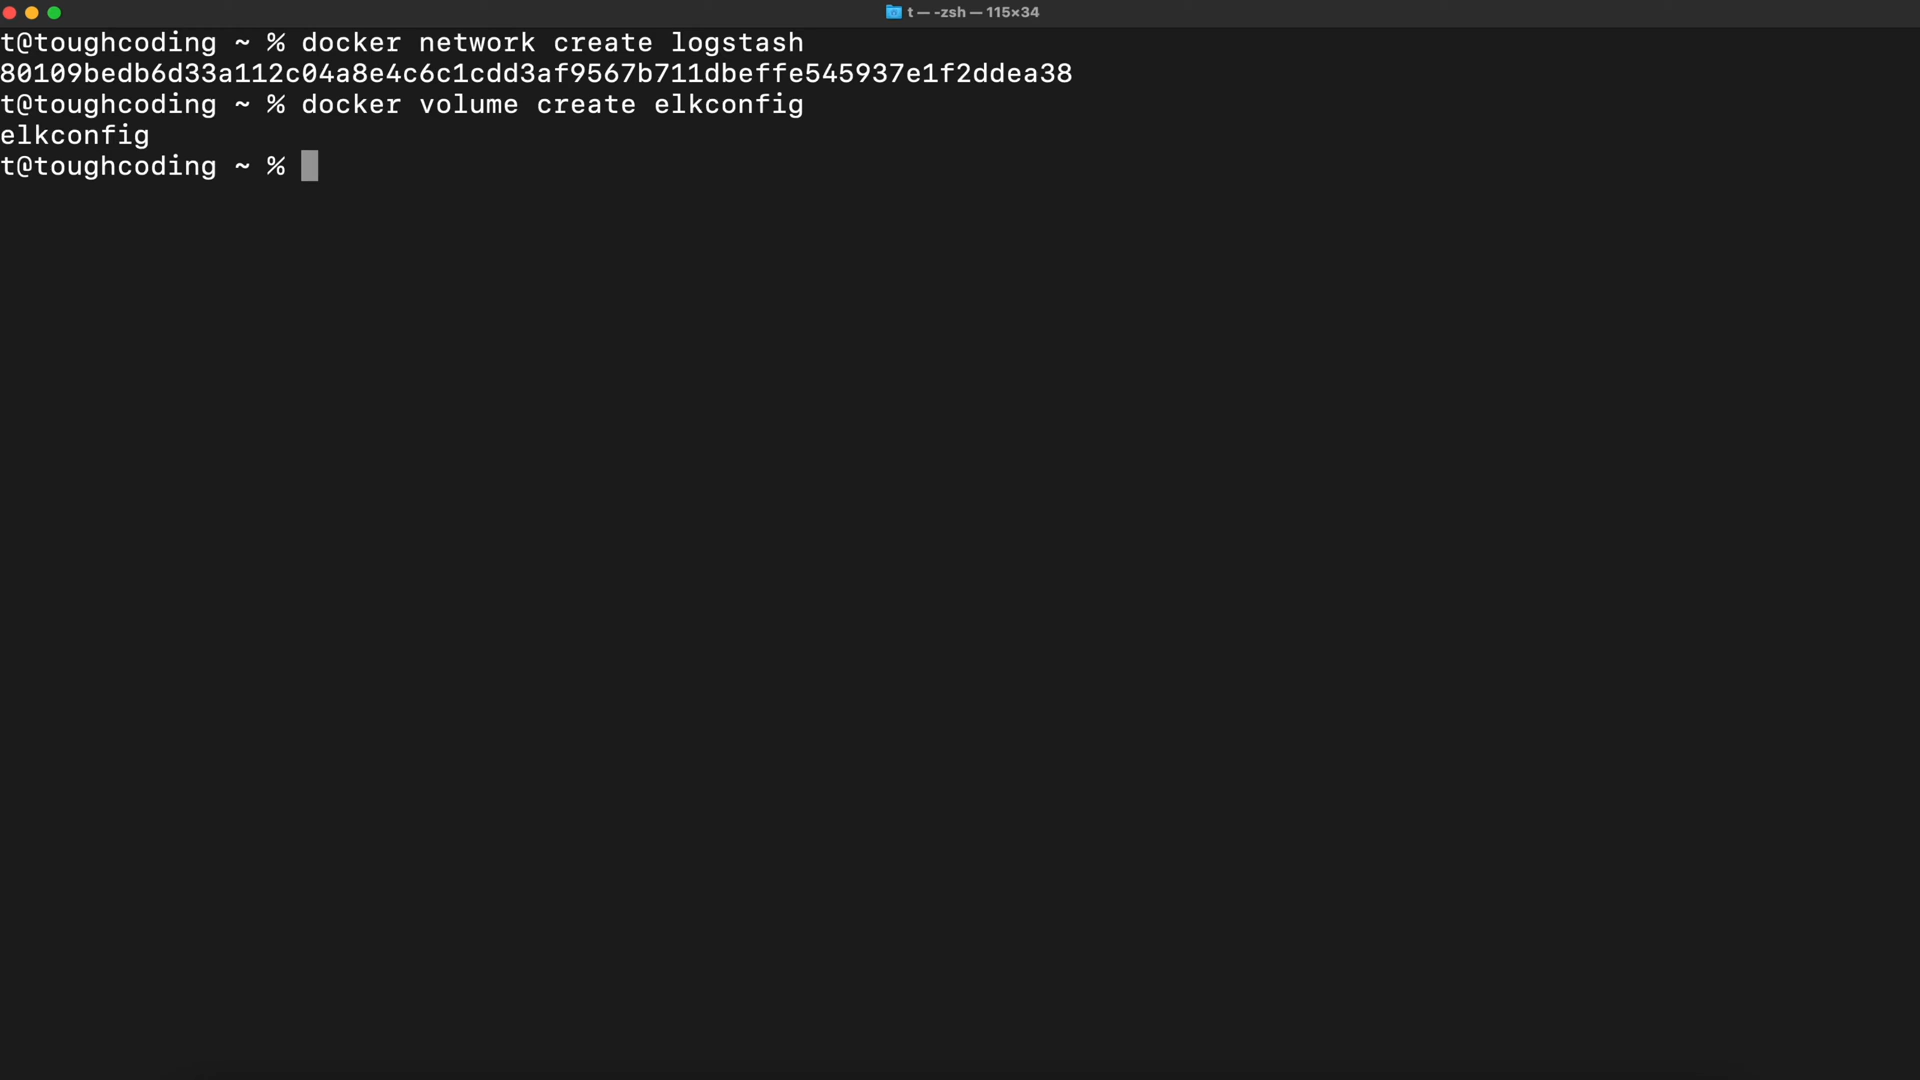 t — -zsh — 115×34
t@toughcoding ~ % docker network create logstash
80109bedb6d33a112c04a8e4c6c1cdd3af9567b711dbeffe545937e1f2ddea38
t@toughcoding ~ % docker volume create elkconfig
elkconfig
t@toughcoding ~ %